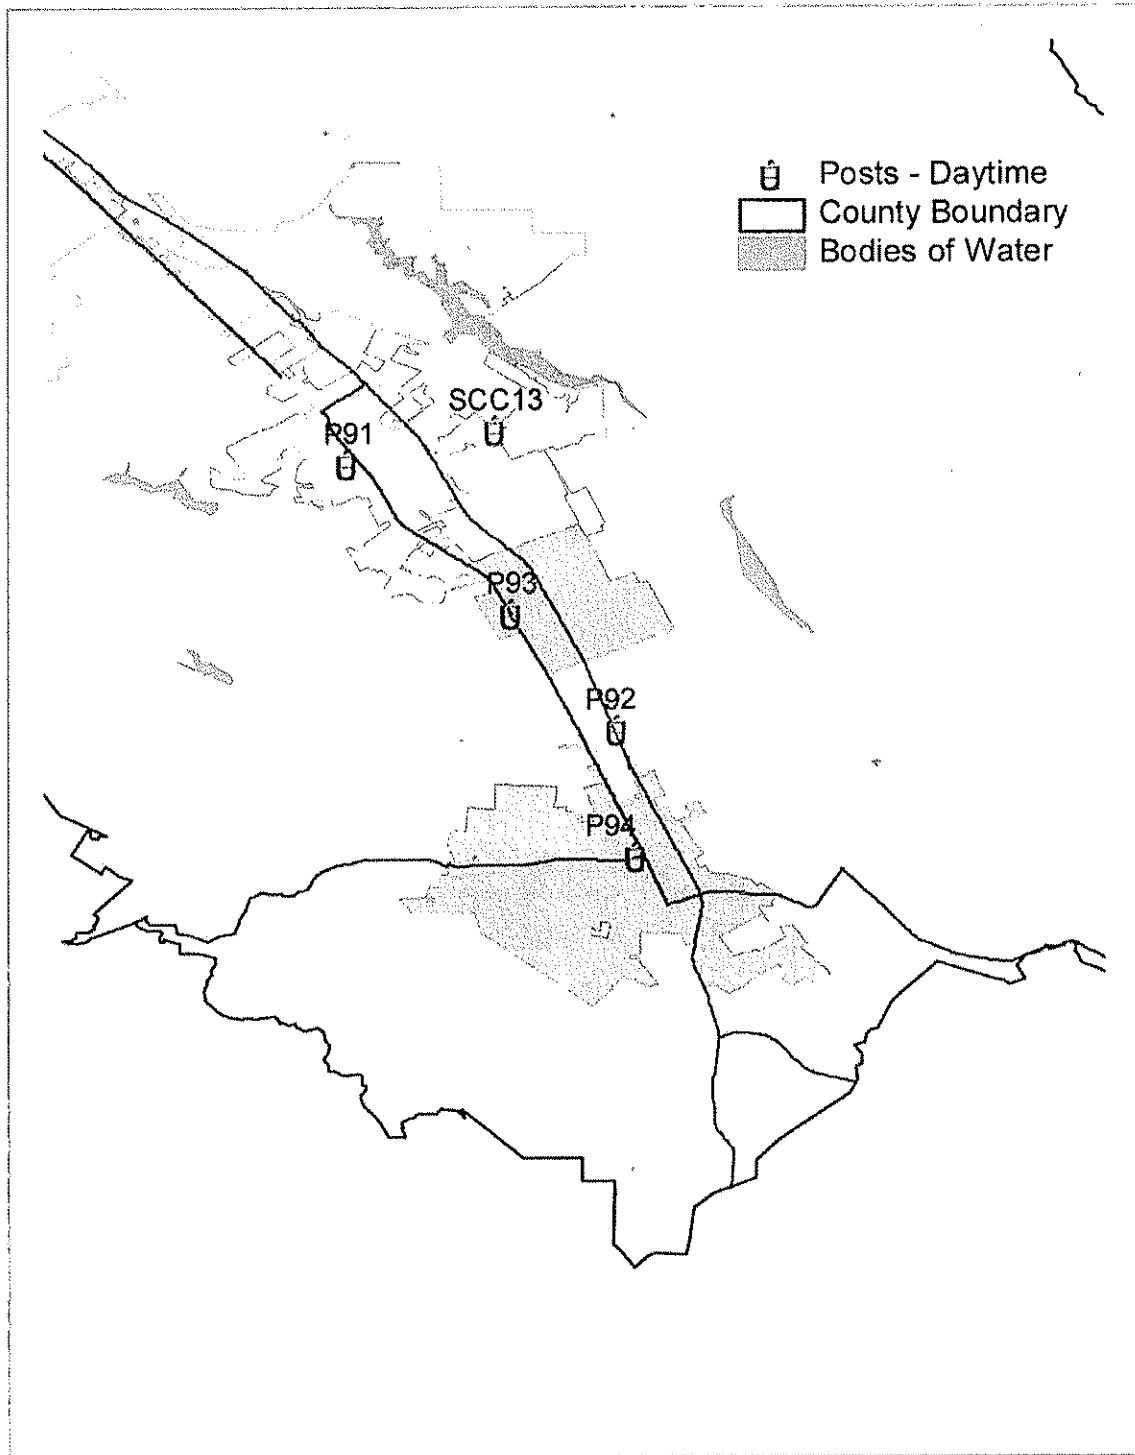 Posts - Daytime
County Boundary
Bodies of Water
SCC13
P91
P93
P92
P94